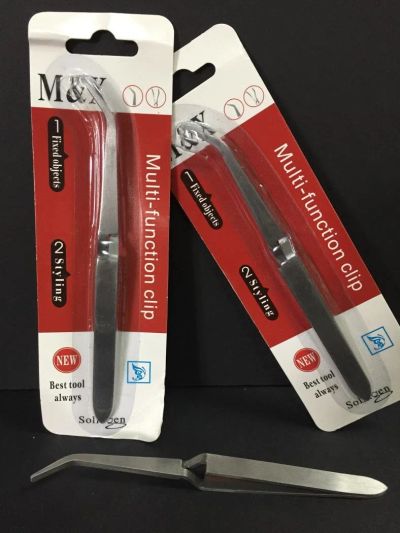 M&X
1 Fixed objects
2 Styling
Multi-function clip
NEW
Best tool
always
M&X
1 Fixed objects
2 Styling
Multi-function clip
NEW
Best tool
always